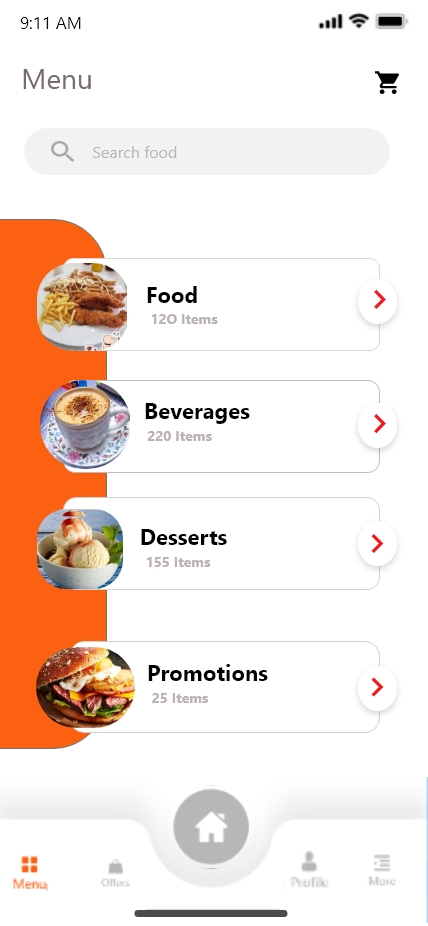 9:11 AM
Menu
Search food
Food
12O Items
Beverages
220 Items
Desserts
155 Items
Promotions
25 Items
Menu
Offers
Profile
More